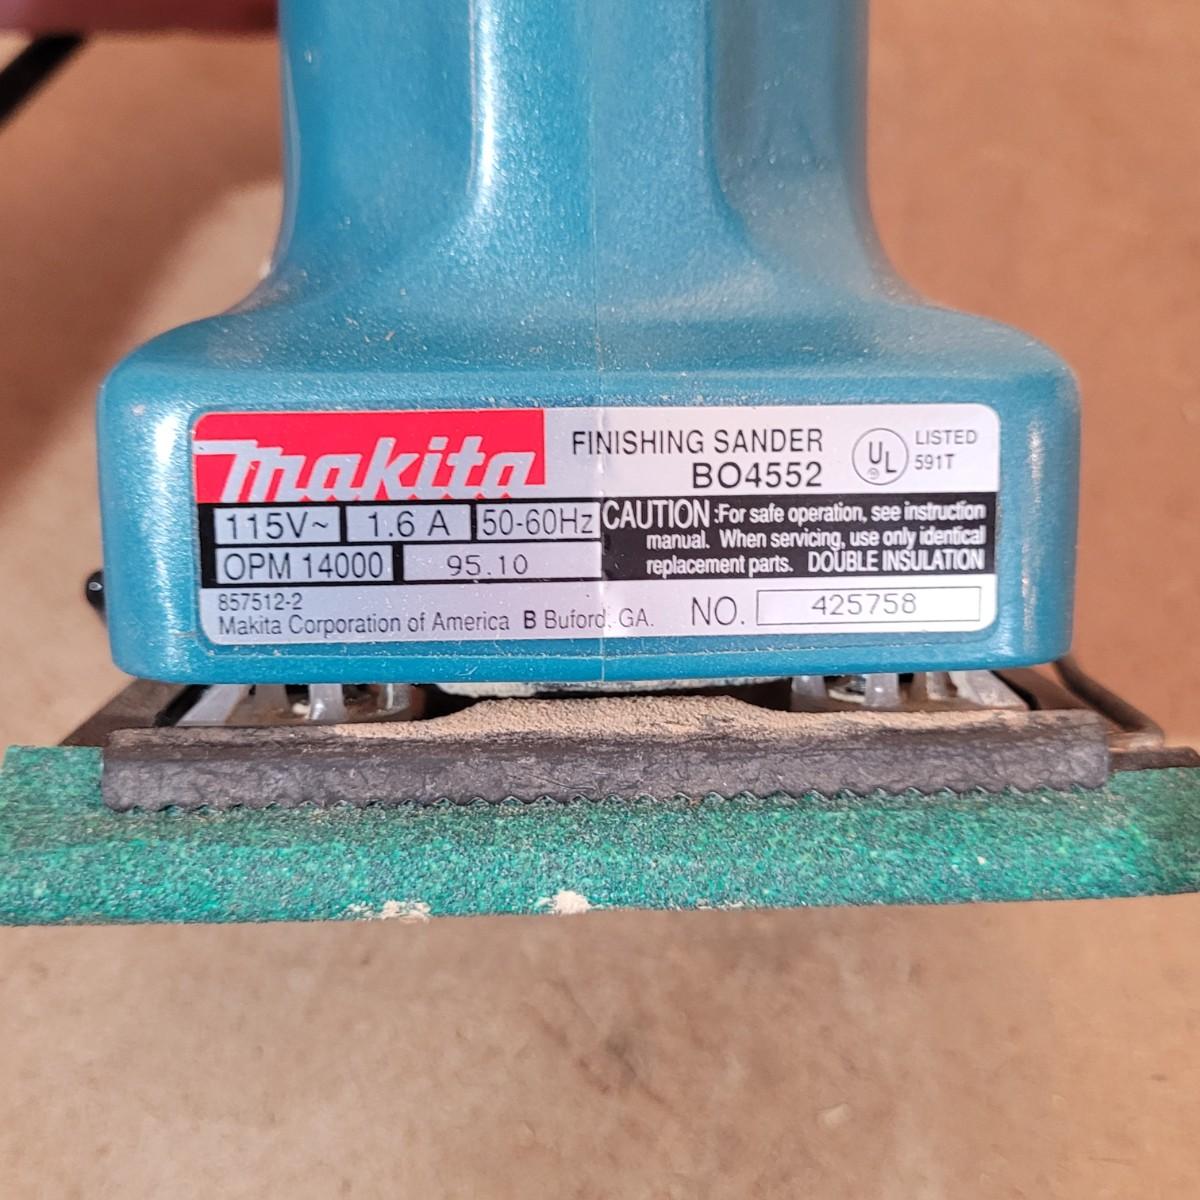 makita
FINISHING SANDER
BO4552
UL
LISTED
591T
115V~ 1.6 A 50-60Hz
OPM 14000 95.10
CAUTION :For safe operation, see instruction
manual. When servicing, use only identical
replacement parts. DOUBLE INSULATION
857512-2
Makita Corporation of America B Buford, GA.
NO. 425758